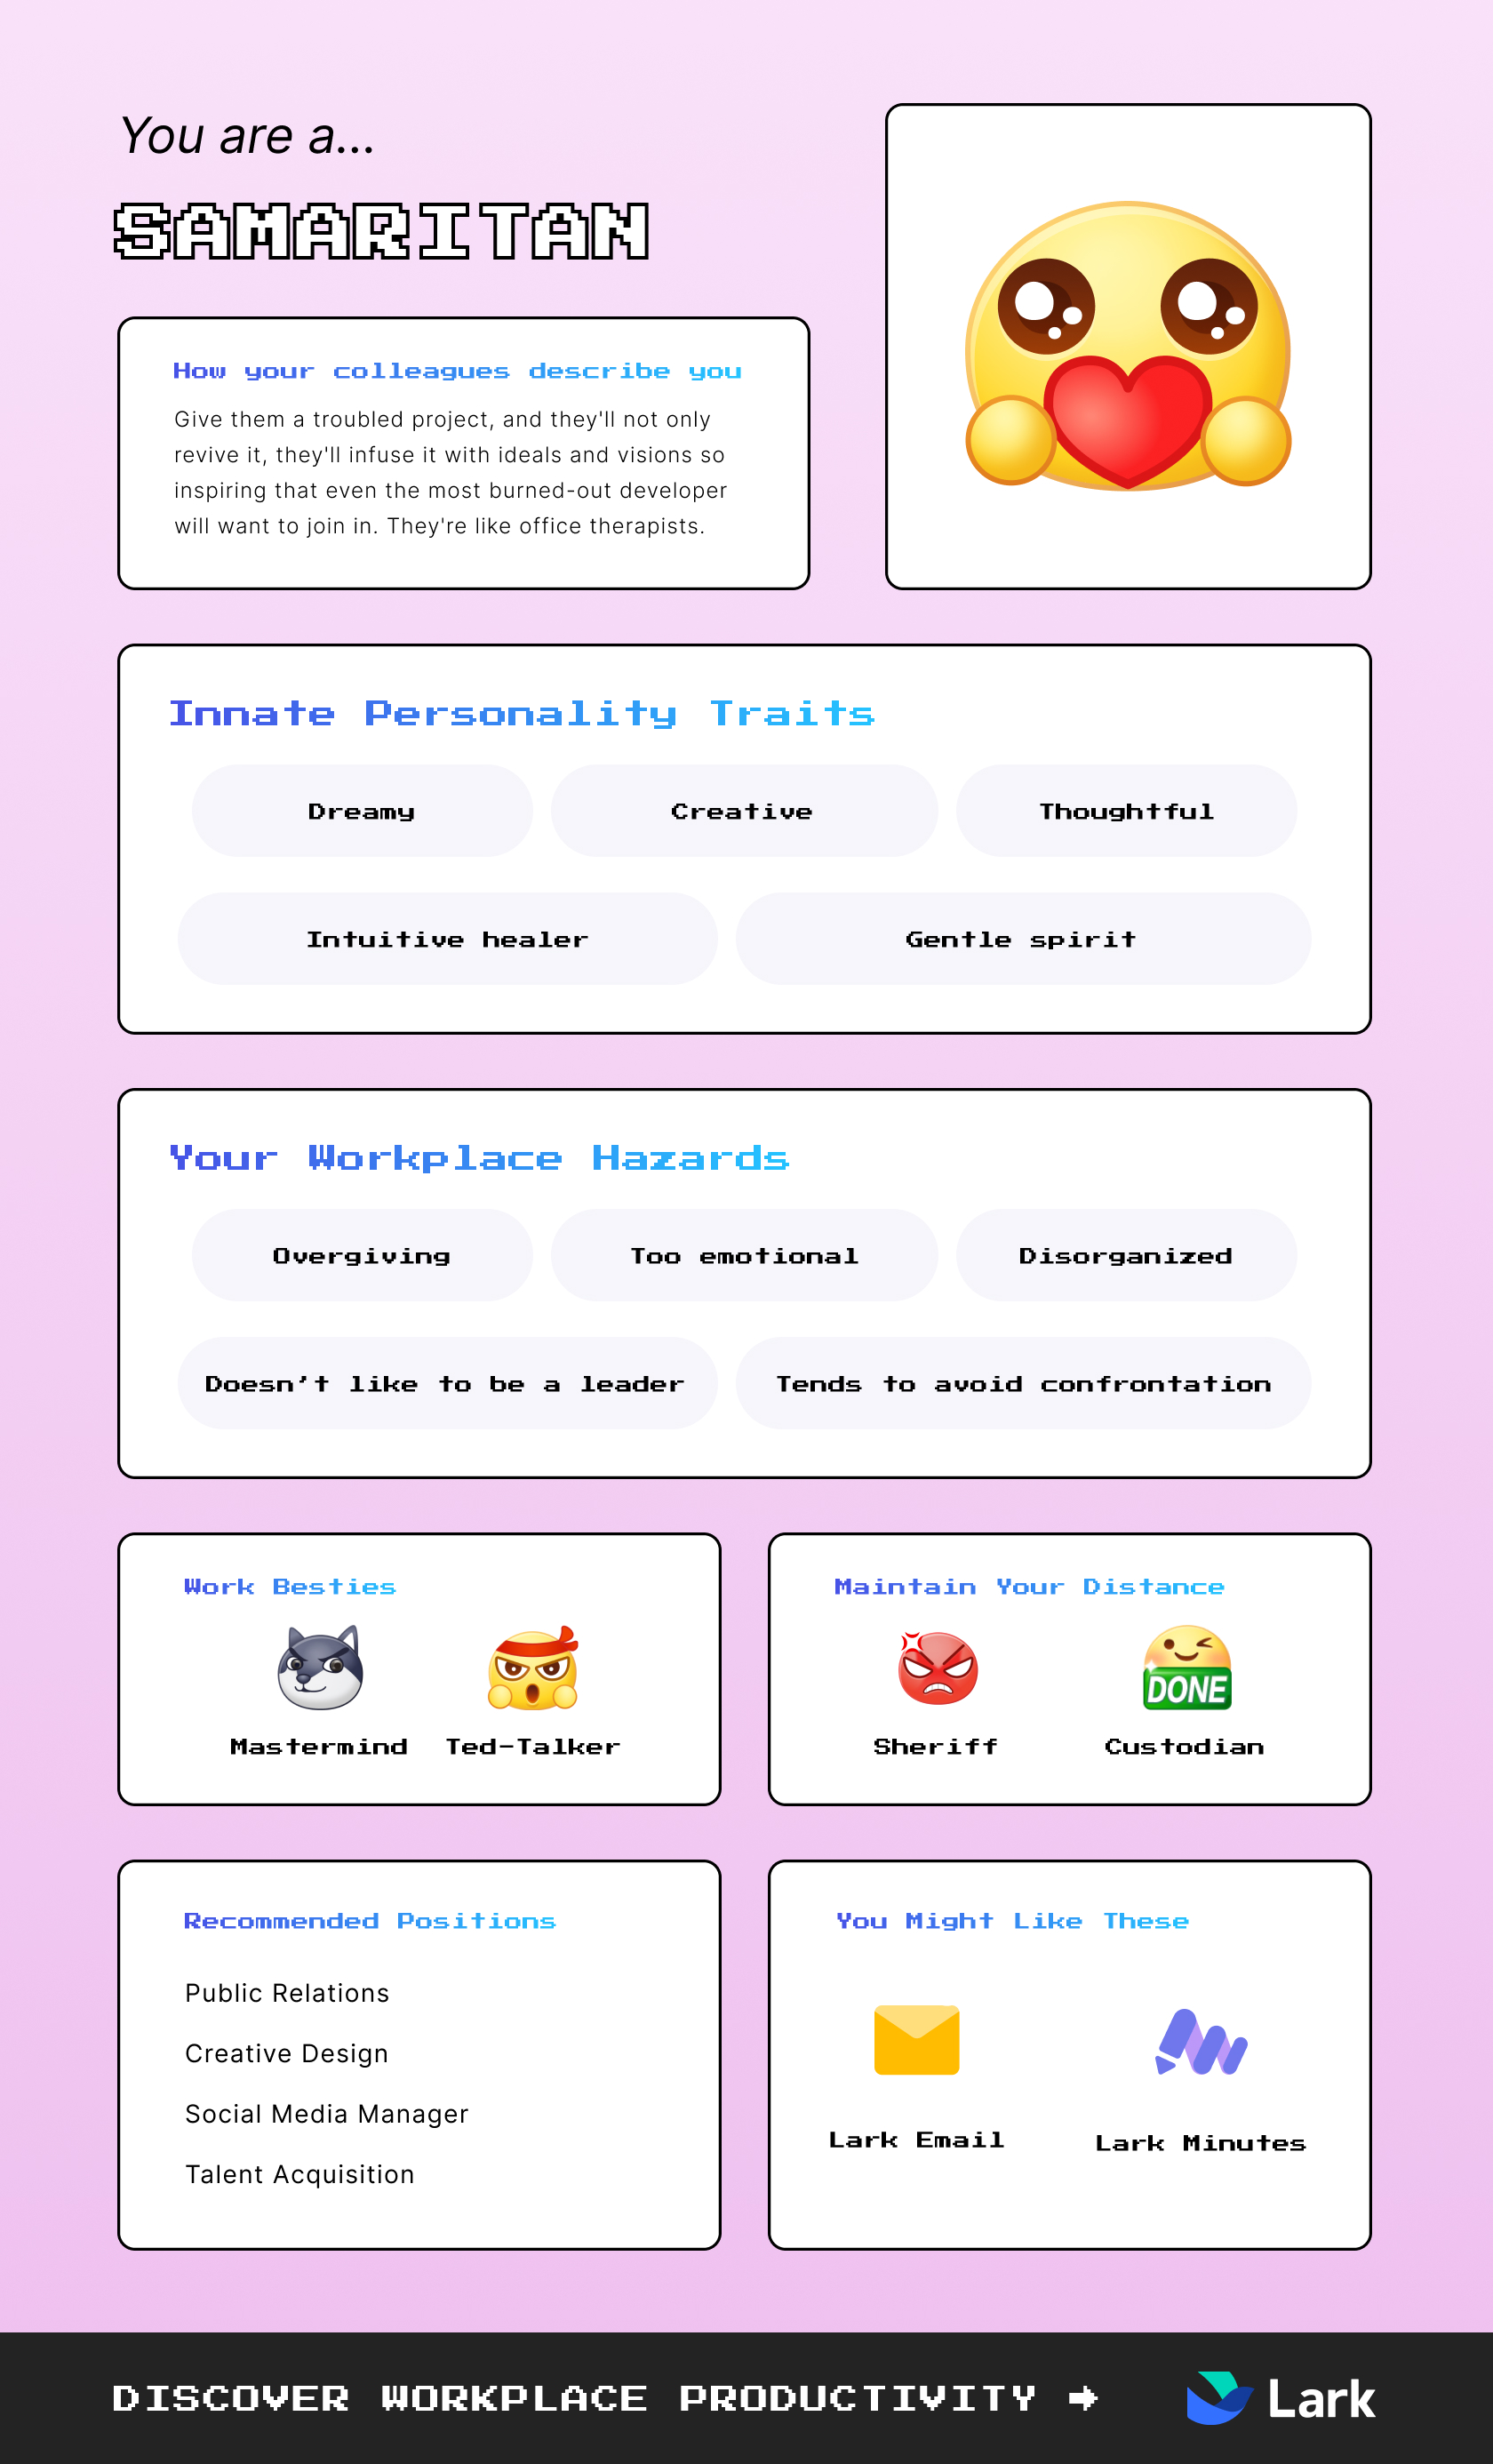 You are a...
SAMARITAN
How your colleagues describe you
Give them a troubled project, and they'll not only
revive it, they'll infuse it with ideals and visions so
inspiring that even the most burned-out developer
will want to join in. They're like office therapists.
Innate Personality Traits
Dreamy
Creative
Thoughtful
Intuitive healer
Gentle spirit
Your Workplace Hazards
Overgiving
Too emotional
Disorganized
Doesn't like to be a leader
Tends to avoid confrontation
Work Besties
Mastermind
Ted-Talker
Maintain Your Distance
DONE
Sheriff
Custodian
Recommended Positions
Public Relations
Creative Design
Social Media Manager
Talent Acquisition
You Might Like These
Lark Email
Lark Minutes
DISCOVER WORKPLACE PRODUCTIVITY →
Lark